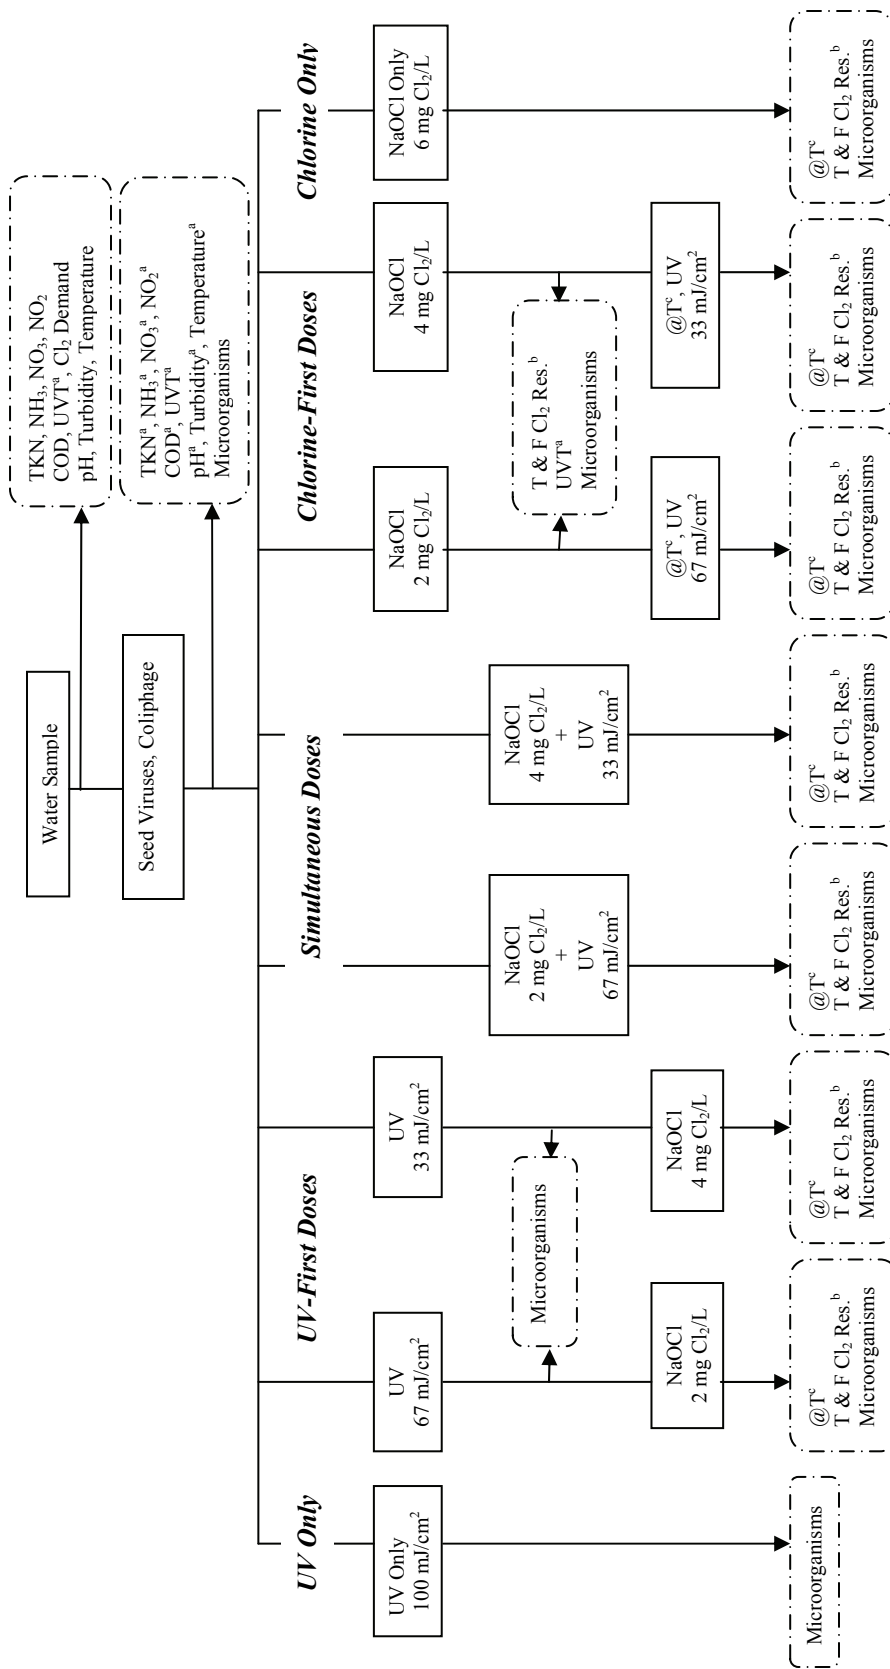 Water Sample
TKN, NH₃, NO₃, NO₂
COD, UVTᵃ, Cl₂ Demand
pH, Turbidity, Temperature
Seed Viruses, Coliphage
TKNᵃ, NH₃ᵃ, NO₃ᵃ, NO₂ᵃ
CODᵃ, UVTᵃ
pHᵃ, Turbidityᵃ, Temperatureᵃ
Microorganisms
UV Only
UV-First Doses
Simultaneous Doses
Chlorine-First Doses
Chlorine Only
UV Only
100 mJ/cm²
UV
67 mJ/cm²
UV
33 mJ/cm²
NaOCl
2 mg Cl₂/L
NaOCl
4 mg Cl₂/L
NaOCl Only
6 mg Cl₂/L
Microorganisms
NaOCl
2 mg Cl₂/L
+
UV
67 mJ/cm²
NaOCl
4 mg Cl₂/L
+
UV
33 mJ/cm²
T & F Cl₂ Res.ᵇ
UVTᵃ
Microorganisms
NaOCl
2 mg Cl₂/L
NaOCl
4 mg Cl₂/L
@Tᶜ, UV
67 mJ/cm²
@Tᶜ, UV
33 mJ/cm²
Microorganisms
@Tᶜ
T & F Cl₂ Res.ᵇ
Microorganisms
@Tᶜ
T & F Cl₂ Res.ᵇ
Microorganisms
@Tᶜ
T & F Cl₂ Res.ᵇ
Microorganisms
@Tᶜ
T & F Cl₂ Res.ᵇ
Microorganisms
@Tᶜ
T & F Cl₂ Res.ᵇ
Microorganisms
@Tᶜ
T & F Cl₂ Res.ᵇ
Microorganisms
@Tᶜ
T & F Cl₂ Res.ᵇ
Microorganisms